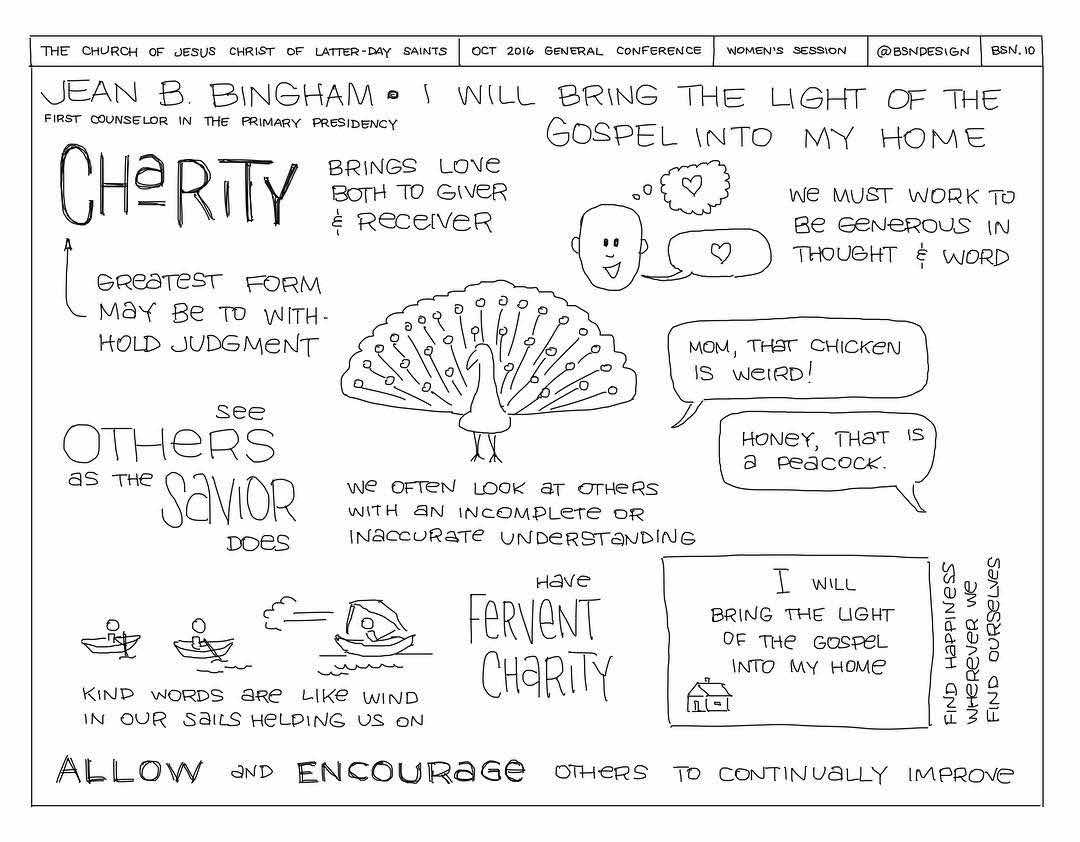 THE CHURCH OF JESUS CHRIST OF LATTER-DAY SAINTS
OCT 2016 GENERAL CONFERENCE
WOMEN'S SESSION
@BSNDESIGN
BSN.10
JEAN B. BINGHAM • I WILL BRING THE LIGHT OF THE
GOSPEL INTO MY HOME
FIRST COUNSELOR IN THE PRIMARY PRESIDENCY
CHaRiTY
BRINGS LOVE
BOTH TO GIVER
& RECEIVER
WE MUST WORK TO
Be GENEROUS IN
THOUGHT & WORD
GREaTEST FORM
MaY Be TO WITH-
HOLD JUDGMENT
MOM, THaT CHICKEN
IS WeIRD!
HONEY, THaT IS
a PeaCOCK.
See
OTHeRS
aS THE
SaVIOR
DOeS
We OFTEN LOOK aT OTHeRS
WITH aN INCOMPLeTe OR
INaCCURaTe UNDeRSTaNDING
KIND WORDS aRe LIKe WIND
IN OUR SaILS HeLPING US ON
HaVe
FeRVeNT
CHaRiTY
I WILL
BRING THE LIGHT
OF THe GOSPeL
INTO MY HOMe
FIND HaPPINeSS
WHeReVeR We
FIND OURSeLVeS
ALLOW aND ENCOURaGe OTHeRS TO CONTINUaLLY IMPROVe